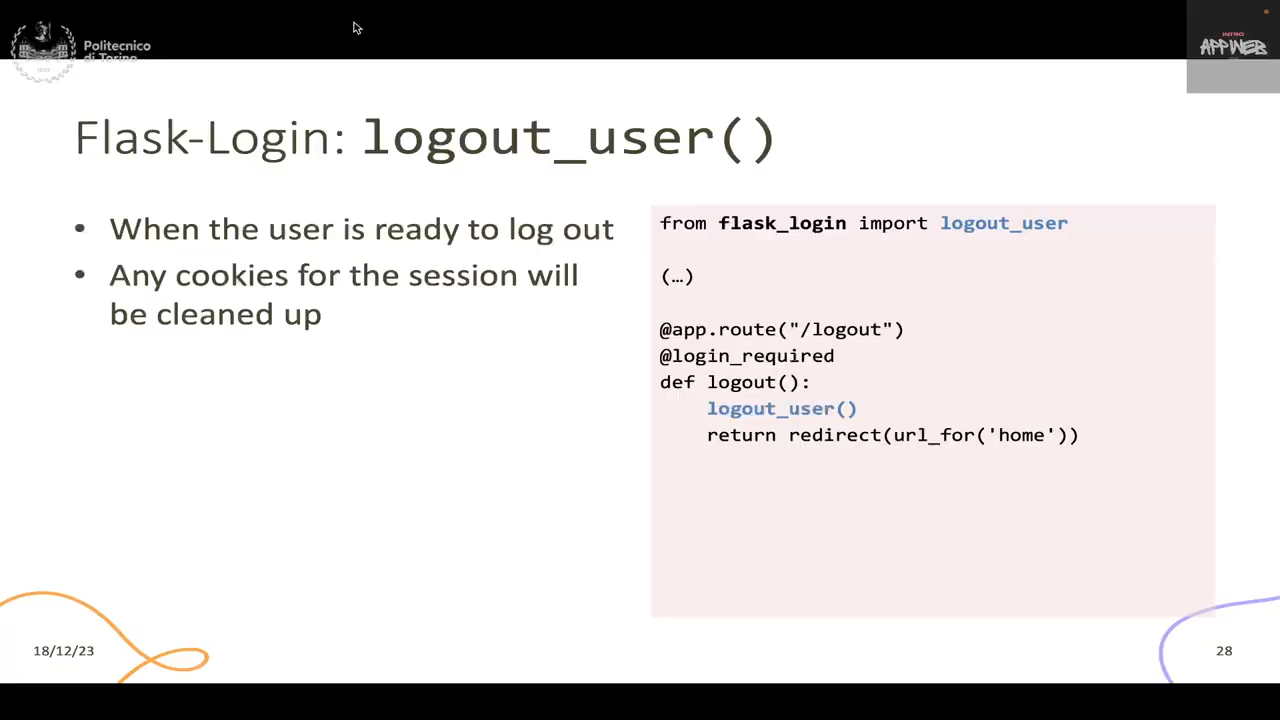 Politecnico
di Torino
INTRO
APPWEB
Flask-Login: logout_user()
• When the user is ready to log out
• Any cookies for the session will
be cleaned up
from flask_login import logout_user
(…)
@app.route("/logout")
@login_required
def logout():
    logout_user()
    return redirect(url_for('home'))
18/12/23
28